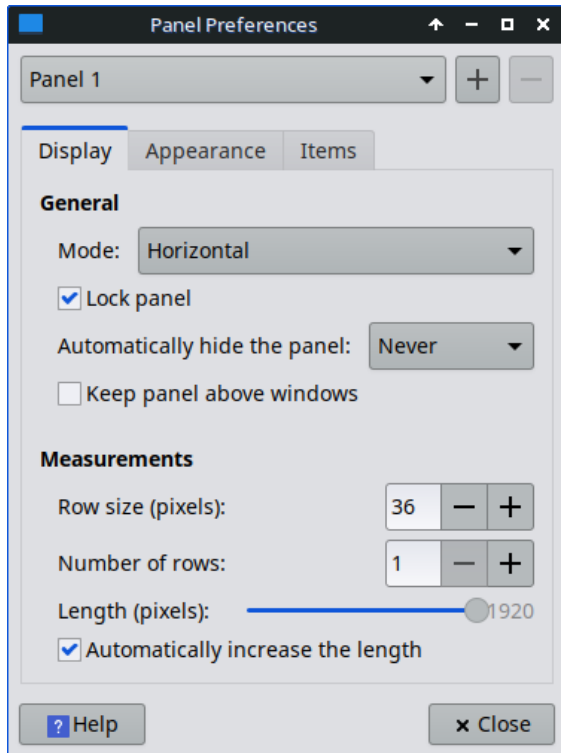 Panel Preferences
Panel 1
Display Appearance Items
General
Mode: Horizontal
Lock panel
Automatically hide the panel: Never
Keep panel above windows
Measurements
Row size (pixels): 36
Number of rows: 1
Length (pixels): 1920
Automatically increase the length
? Help × Close